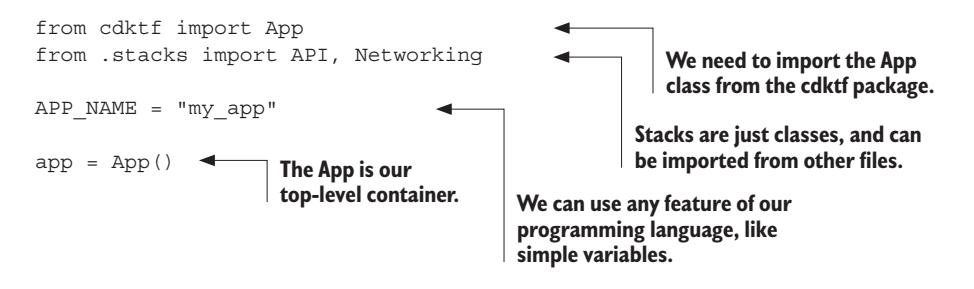 from cdktf import App
from .stacks import API, Networking
APP_NAME = "my_app"
app = App()
We need to import the App
class from the cdktf package.
Stacks are just classes, and can
be imported from other files.
The App is our
top-level container.
We can use any feature of our
programming language, like
simple variables.